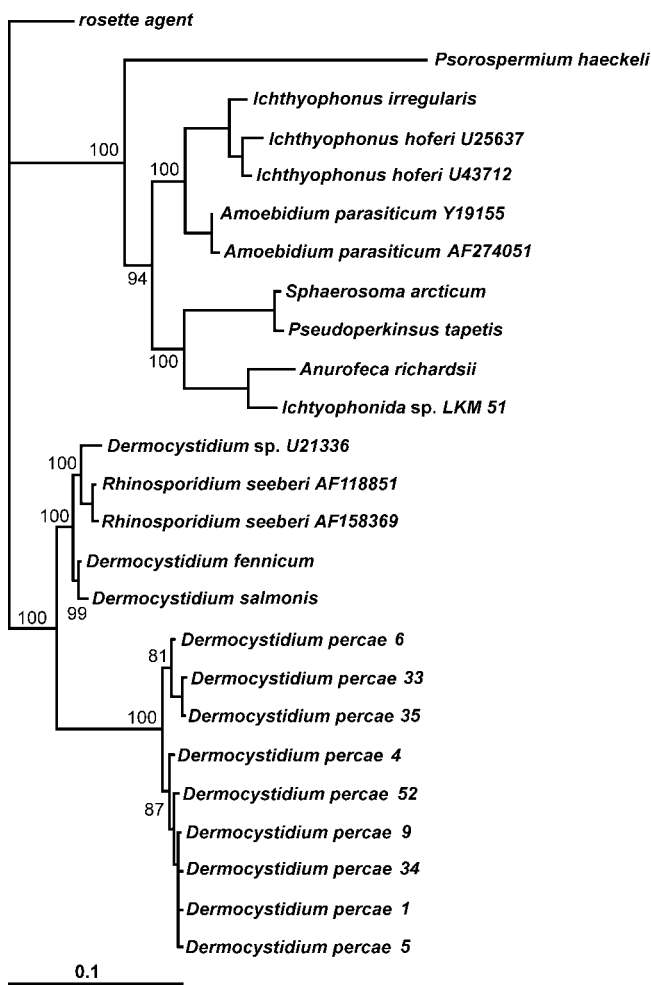 rosette agent
Psorospermium haeckeli
Ichthyophonus irregularis
Ichthyophonus hoferi U25637
100
100
Ichthyophonus hoferi U43712
Amoebidium parasiticum Y19155
Amoebidium parasiticum AF274051
94
Sphaerosoma arcticum
Pseudoperkinsus tapetis
100
Anurofeca richardsii
Ichtyophonida sp. LKM 51
Dermocystidium sp. U21336
100
Rhinosporidium seeberi AF118851
100
Rhinosporidium seeberi AF158369
Dermocystidium fennicum
Dermocystidium salmonis
100
99
Dermocystidium percae 6
81
Dermocystidium percae 33
Dermocystidium percae 35
100
Dermocystidium percae 4
Dermocystidium percae 52
87
Dermocystidium percae 9
Dermocystidium percae 34
Dermocystidium percae 1
Dermocystidium percae 5
0.1